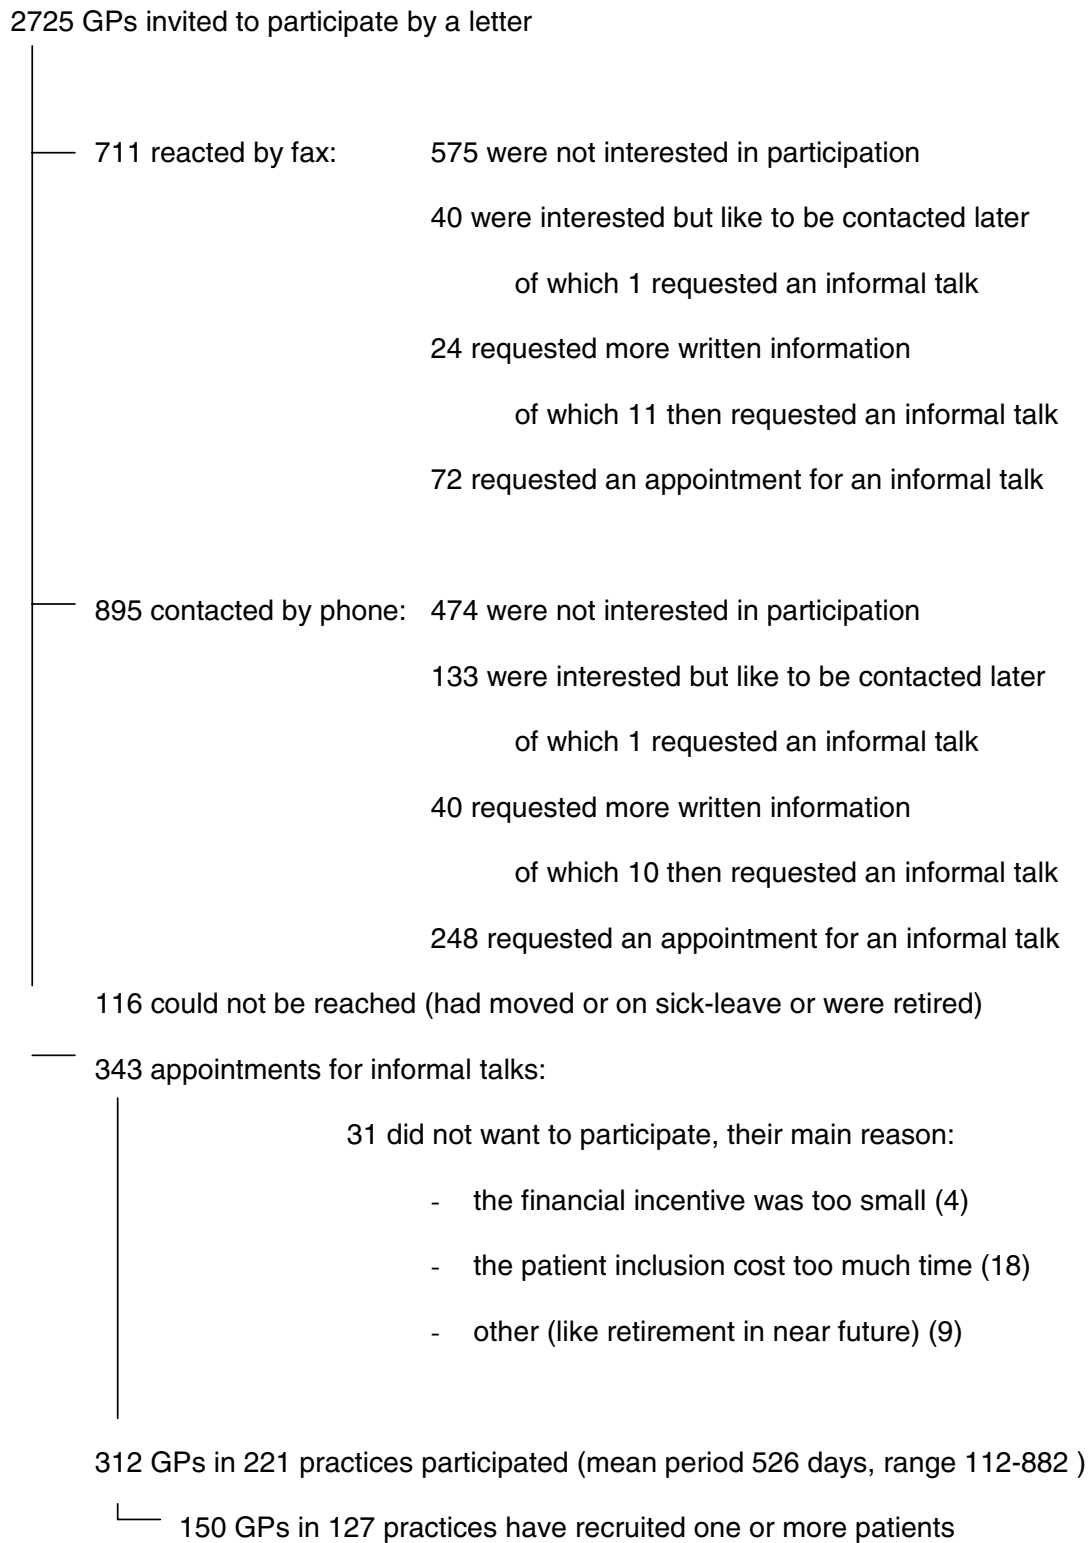 2725 GPs invited to participate by a letter
711 reacted by fax: 575 were not interested in participation
40 were interested but like to be contacted later
of which 1 requested an informal talk
24 requested more written information
of which 11 then requested an informal talk
72 requested an appointment for an informal talk
895 contacted by phone: 474 were not interested in participation
133 were interested but like to be contacted later
of which 1 requested an informal talk
40 requested more written information
of which 10 then requested an informal talk
248 requested an appointment for an informal talk
116 could not be reached (had moved or on sick-leave or were retired)
343 appointments for informal talks:
31 did not want to participate, their main reason:
- the financial incentive was too small (4)
- the patient inclusion cost too much time (18)
- other (like retirement in near future) (9)
312 GPs in 221 practices participated (mean period 526 days, range 112-882 )
150 GPs in 127 practices have recruited one or more patients